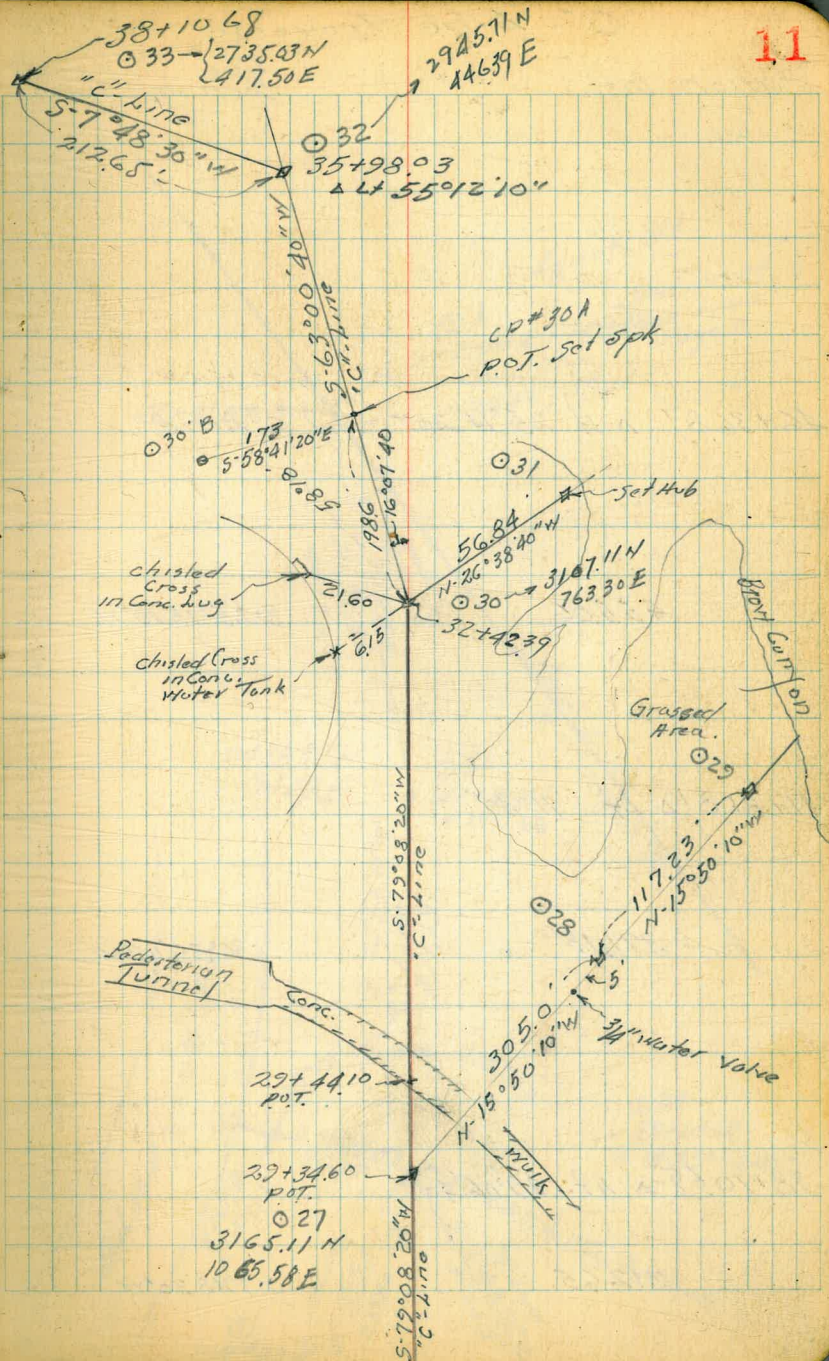 11
38+10 68
⊙ 33 → 2735.03 N
417.50 E
"C"-Line
S-7°48'30"W
212.65'
2945.71 N
446.39 E
⊙ 32
35+98.03
Δ Lt 55°12'10"
S-63°00'40"W
"C"-Line
CP#30A
P.O.T. Set Spk
⊙ 30'B
173
S-58°41'20"E
58°18'
198.6
16°07'40
⊙ 31
Set Hub
56.84
N-26°38'40"W
⊙ 30 → 3107.11 N
763.30 E
32+42.39
Chisled
Cross
in Conc. Lug
21.60
6.15
Chisled Cross
in Conc.
Water Tank
Grassed
Area.
⊙ 29
117.23'
N-15°50'10"W
S-79°08'20"W
"C"-Line
⊙ 28
5'
3/4" Water Valve
305.0'
N-15°50'10"W
Pedesterian
Tunnel
Conc.
29+44.10
P.O.T.
Walk
29+34.60
P.O.T.
⊙ 27
3165.11 N
1065.58 E
S-79°08'20"W
"C"-Line